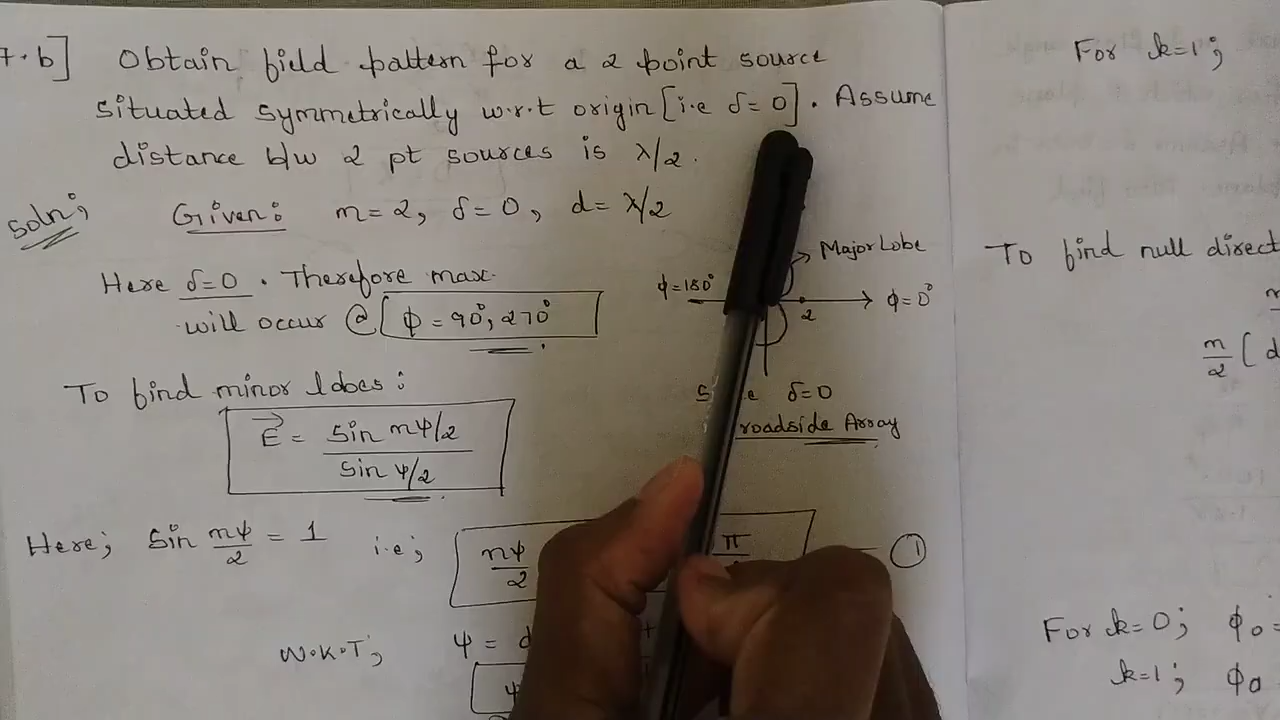 7.b] Obtain field pattern for a 2 point source
situated symmetrically w.r.t origin [i.e δ=0]. Assume
distance b/w 2 pt sources is λ/2.
Soln; Given: n=2, δ=0, d=λ/2
Here δ=0. Therefore max.
will occur @ ϕ=90°, 270°
Major Lobe
ϕ=180°
ϕ=0°
2
δ=0
roadside Array
To find minor lobes:
E = sin nψ/2 / sin ψ/2
Here; sin nψ/2 = 1 i.e; nψ/2 π ①
W.K.T; ψ = d
ψ
For k=1;
To find null direct
n/2 ( d
For k=0; ϕ0 =
k=1; ϕ0